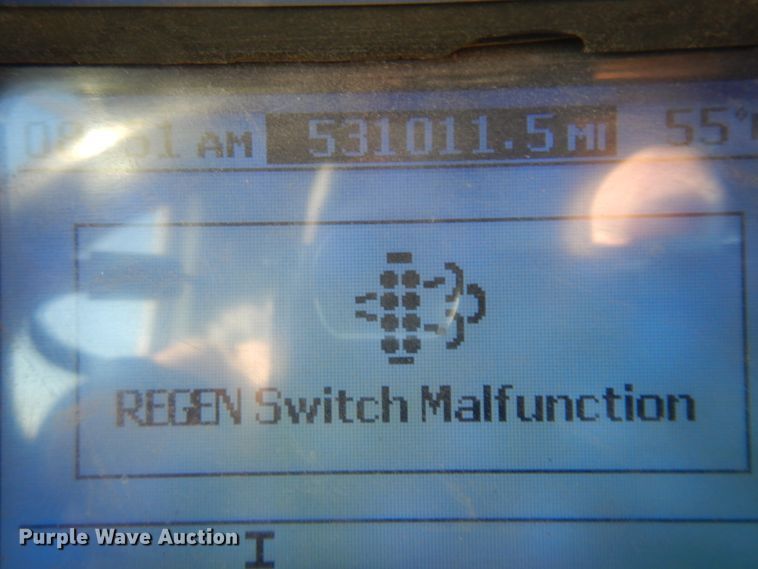 AM 531011.5 MI 55°
REGEN Switch Malfunction
I
Purple Wave Auction®